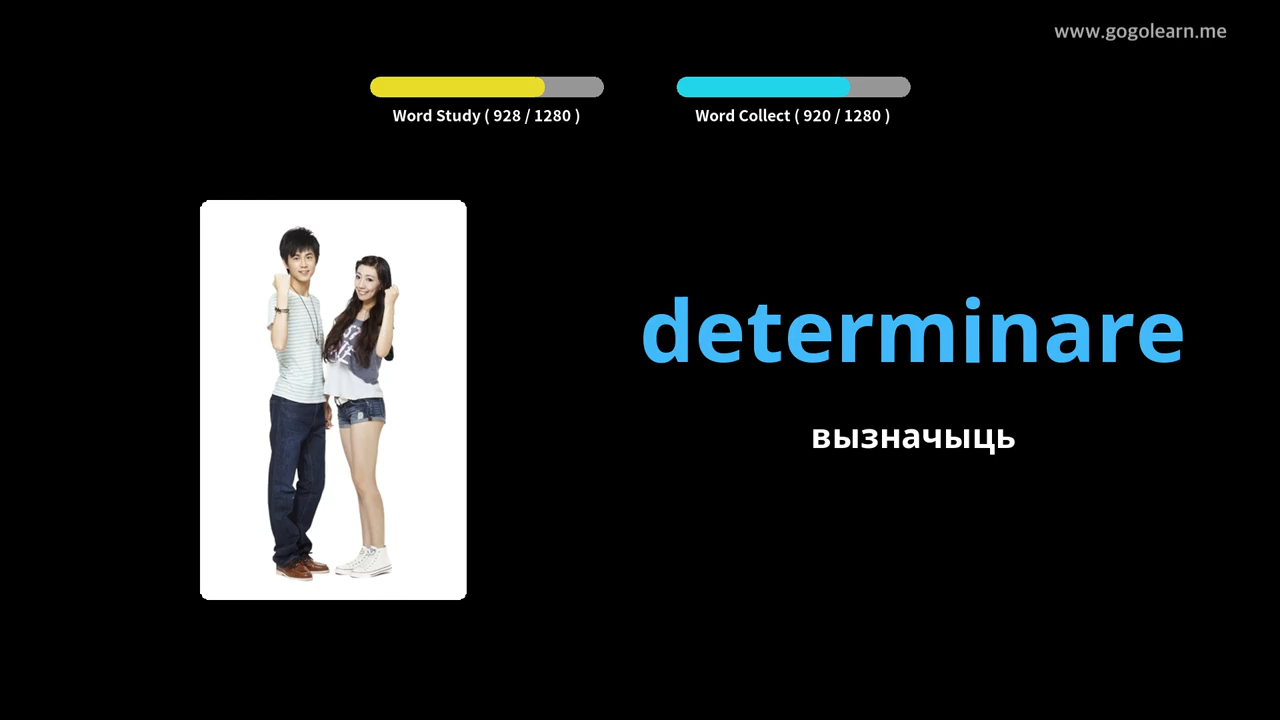 www.gogolearn.me
Word Study ( 928 / 1280 )
Word Collect ( 920 / 1280 )
determinare
вызначыць